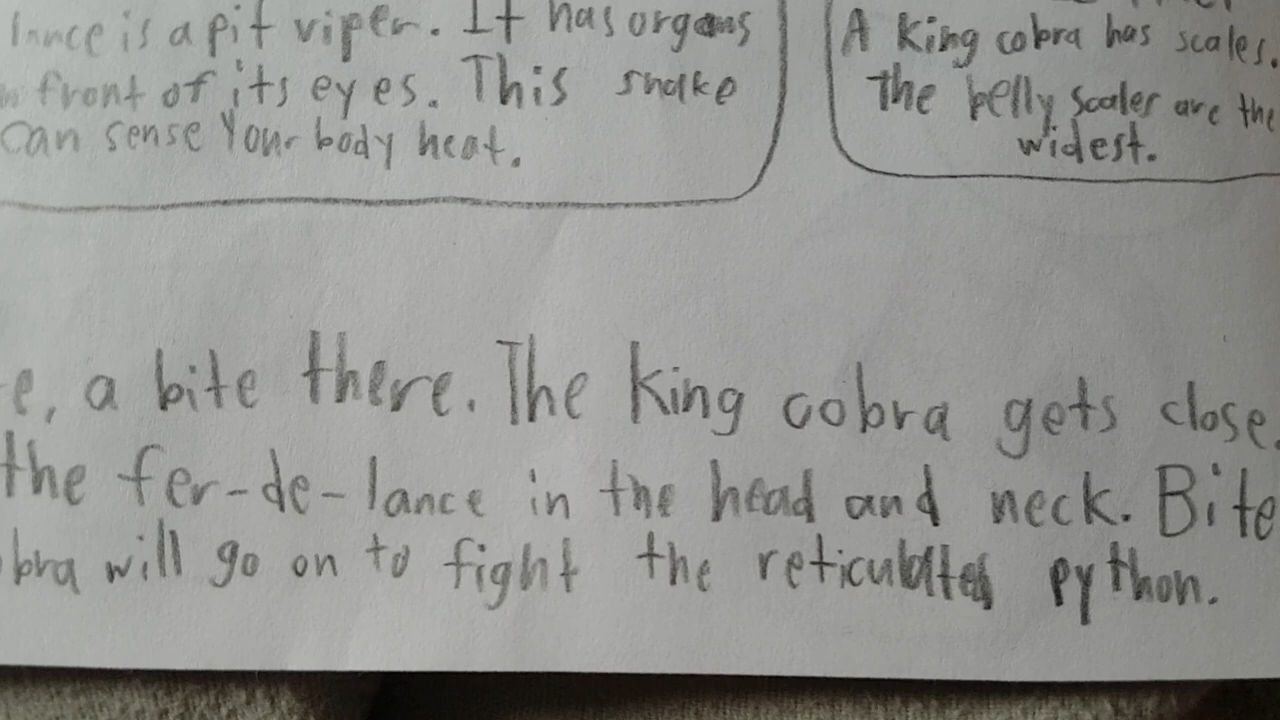 lance is a pit viper. It has organs
front of its eyes. This snake
can sense Your body heat.
A king cobra has scales.
the belly scales are the
widest.
e, a bite there. The king cobra gets close.
the fer-de-lance in the head and neck. Bite
bra will go on to fight the reticulated python.